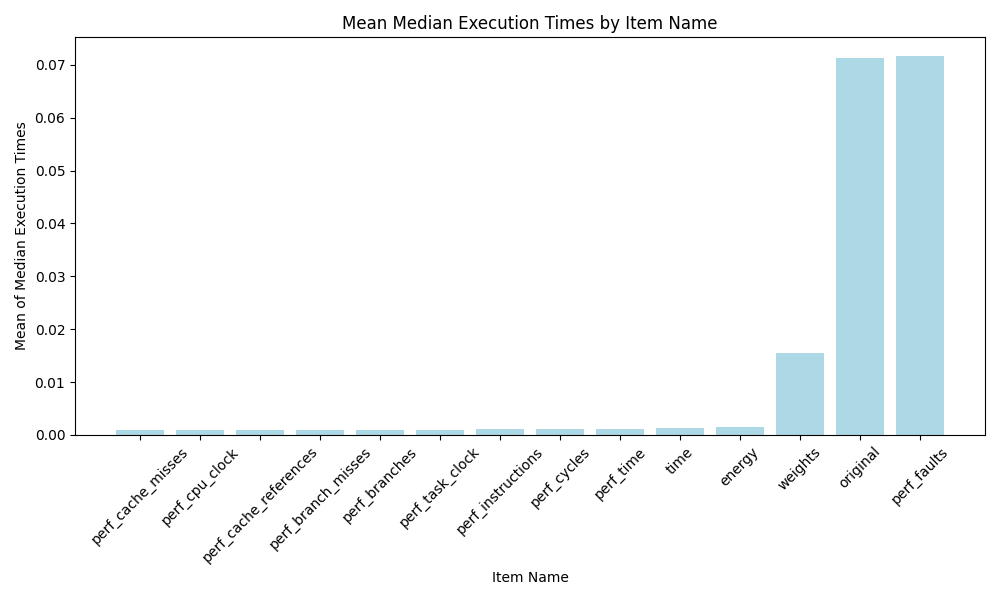 Mean Median Execution Times by Item Name
Mean of Median Execution Times
0.07
0.06
0.05
0.04
0.03
0.02
0.01
0.00
perf_cache_misses
perf_cpu_clock
perf_cache_references
perf_branch_misses
perf_branches
perf_task_clock
perf_instructions
perf_cycles
perf_time
time
energy
weights
original
perf_faults
Item Name